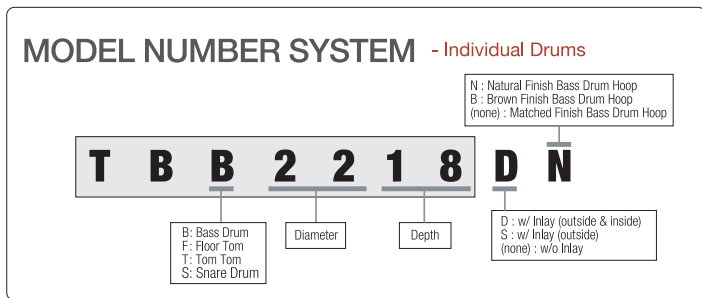 MODEL NUMBER SYSTEM - Individual Drums
N : Natural Finish Bass Drum Hoop
B : Brown Finish Bass Drum Hoop
(none) : Matched Finish Bass Drum Hoop
T B B 2 2 1 8 D N
B: Bass Drum
F: Floor Tom
T: Tom Tom
S: Snare Drum
Diameter
Depth
D : w/ Inlay (outside & inside)
S : w/ Inlay (outside)
(none) : w/o Inlay